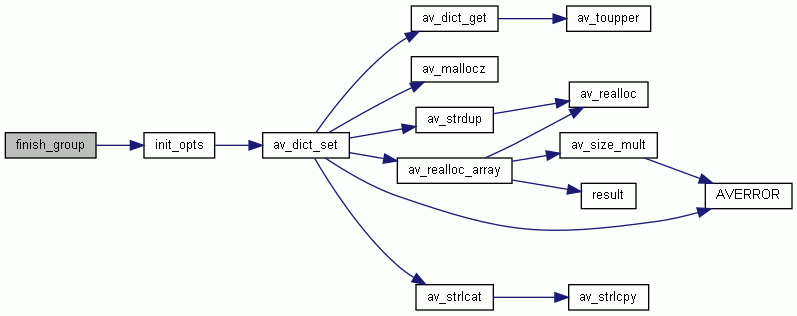 av_dict_get
av_toupper
av_mallocz
av_realloc
av_strdup
finish_group
init_opts
av_dict_set
av_size_mult
av_realloc_array
result
AVERROR
av_strlcat
av_strlcpy